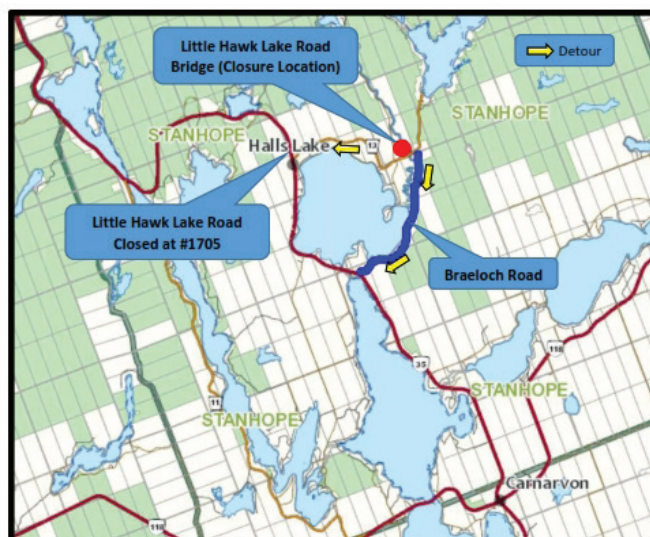 Little Hawk Lake Road
Bridge (Closure Location)
Detour
STANHOPE
STANHOPE
Halls Lake
13
Little Hawk Lake Road
Closed at #1705
Braeloch Road
118
35
STANHOPE
11
STANHOPE
Carnarvon
118